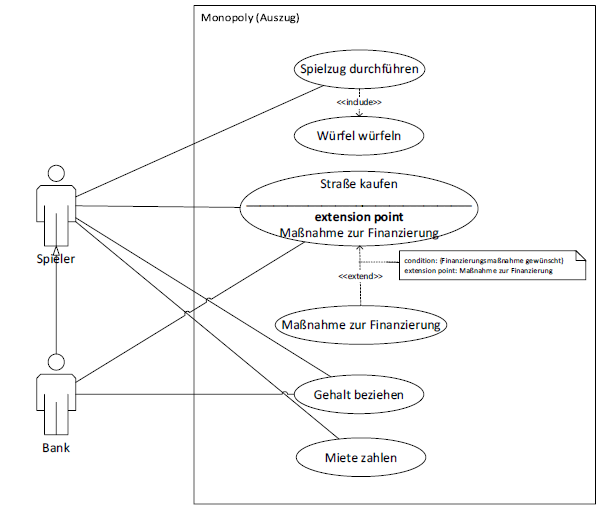 Monopoly (Auszug)
Spielzug durchführen
<<include>>
Würfel würfeln
Straße kaufen
extension point
Maßnahme zur Finanzierung
Spieler
condition: {Finanzierungsmaßnahme gewünscht}
extension point: Maßnahme zur Finanzierung
<<extend>>
Maßnahme zur Finanzierung
Gehalt beziehen
Bank
Miete zahlen